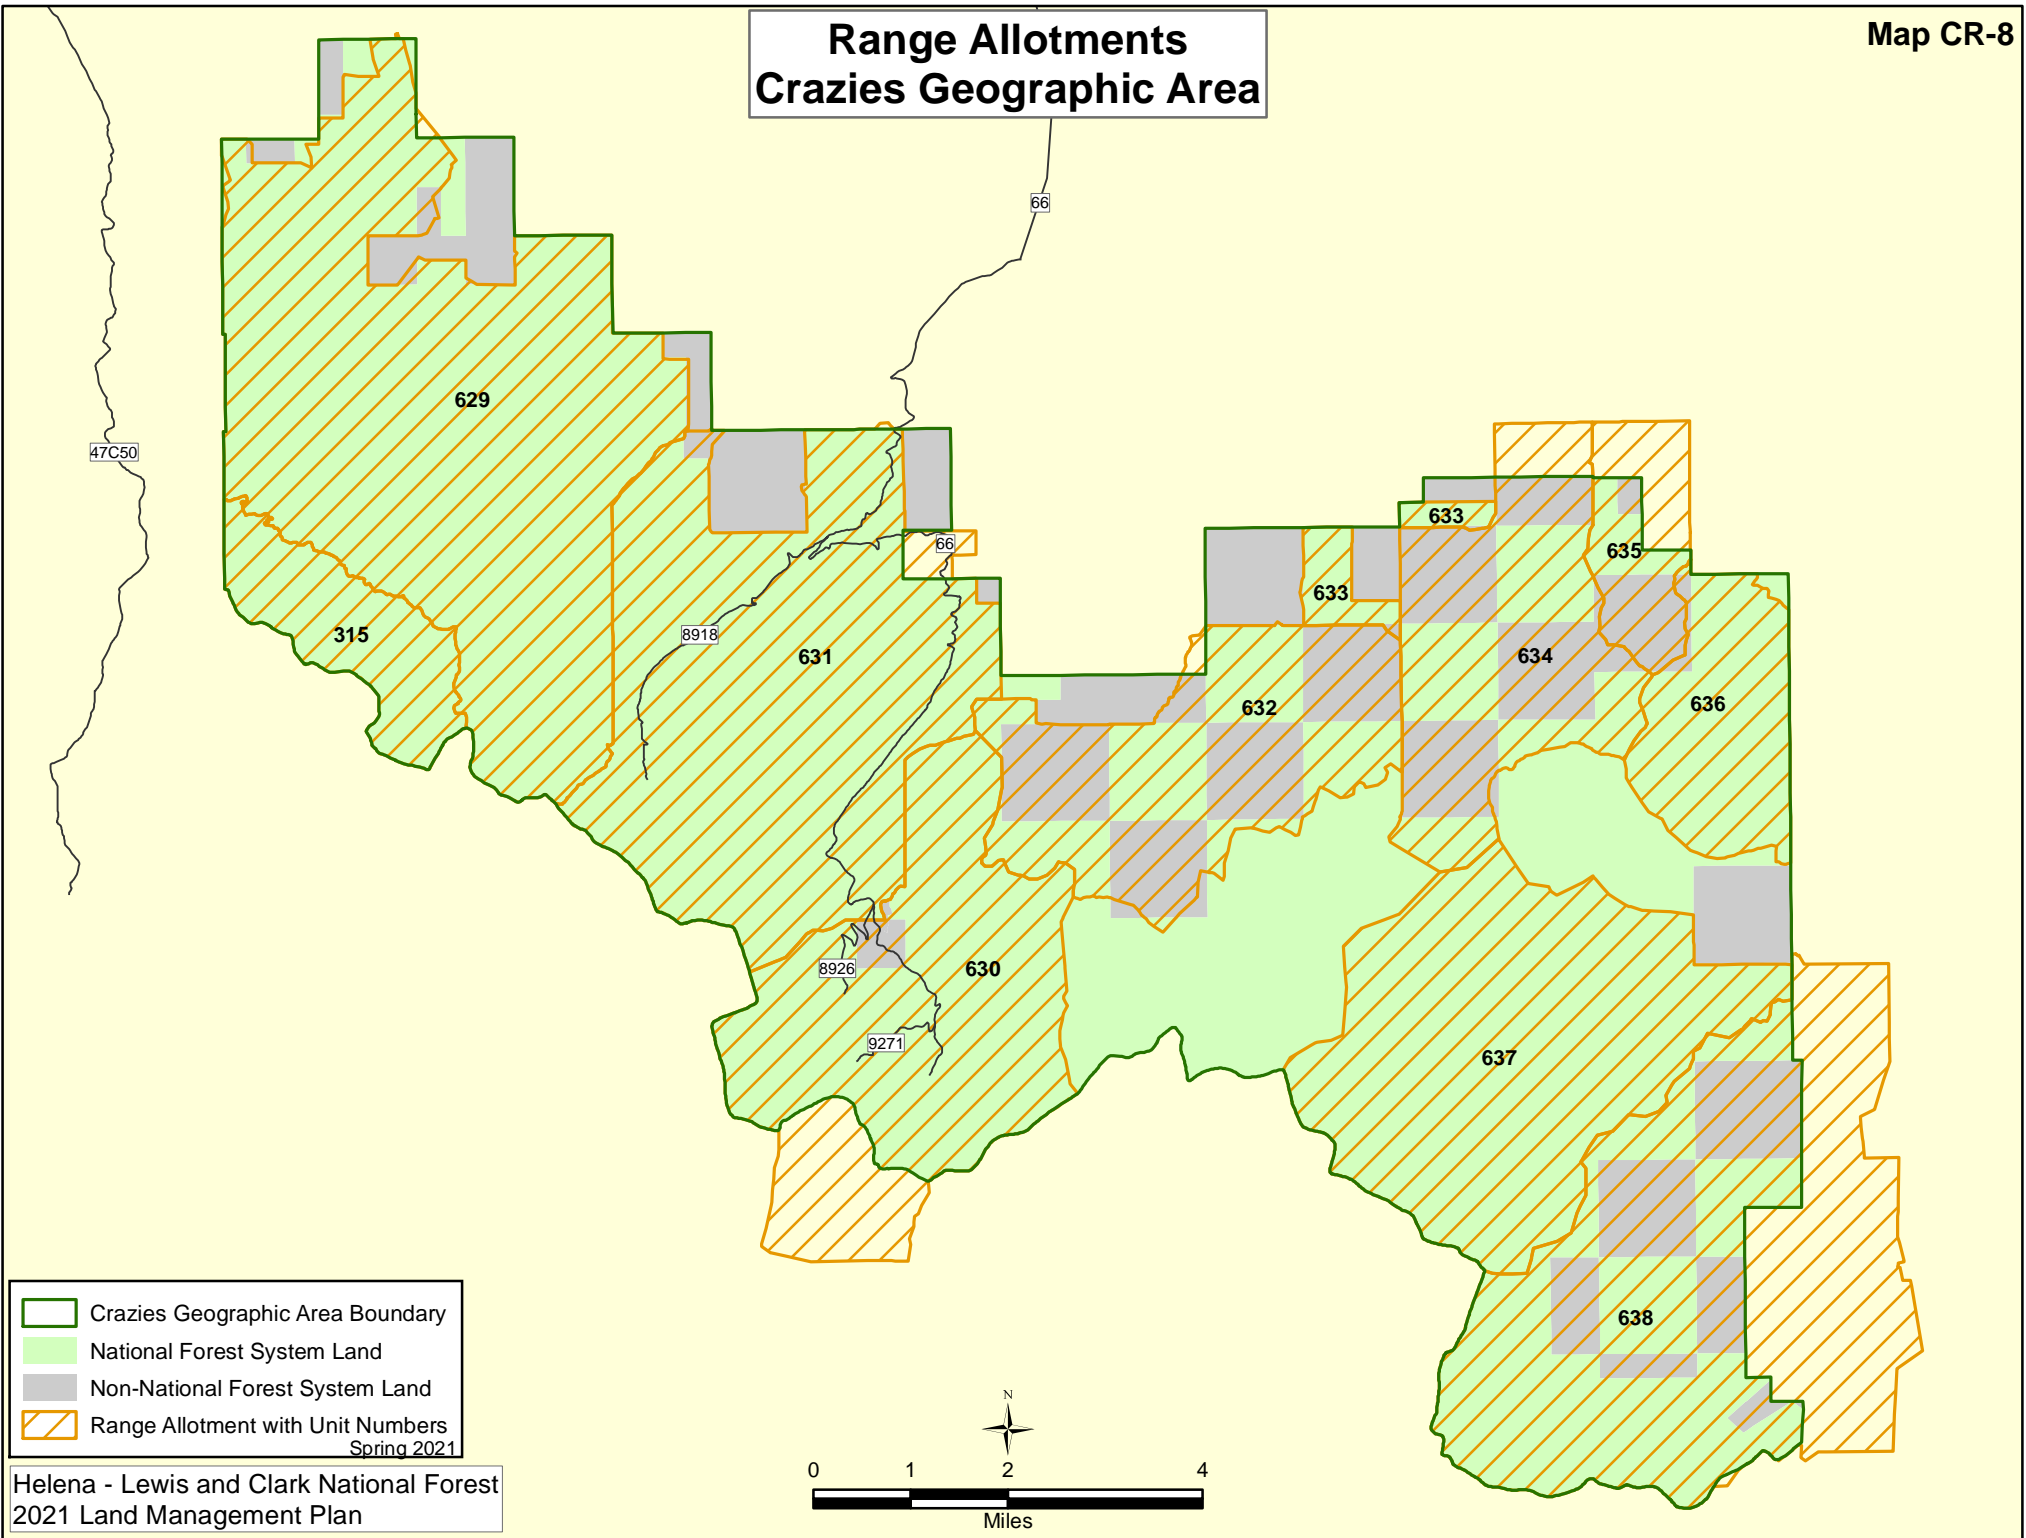 Range Allotments
Crazies Geographic Area
Map CR-8
66
629
47C50
633
66
635
633
315
8918
631
634
632
636
8926
630
9271
637
638
Crazies Geographic Area Boundary
National Forest System Land
Non-National Forest System Land
Range Allotment with Unit Numbers
Spring 2021
Helena - Lewis and Clark National Forest
2021 Land Management Plan
N
0 1 2 4
Miles